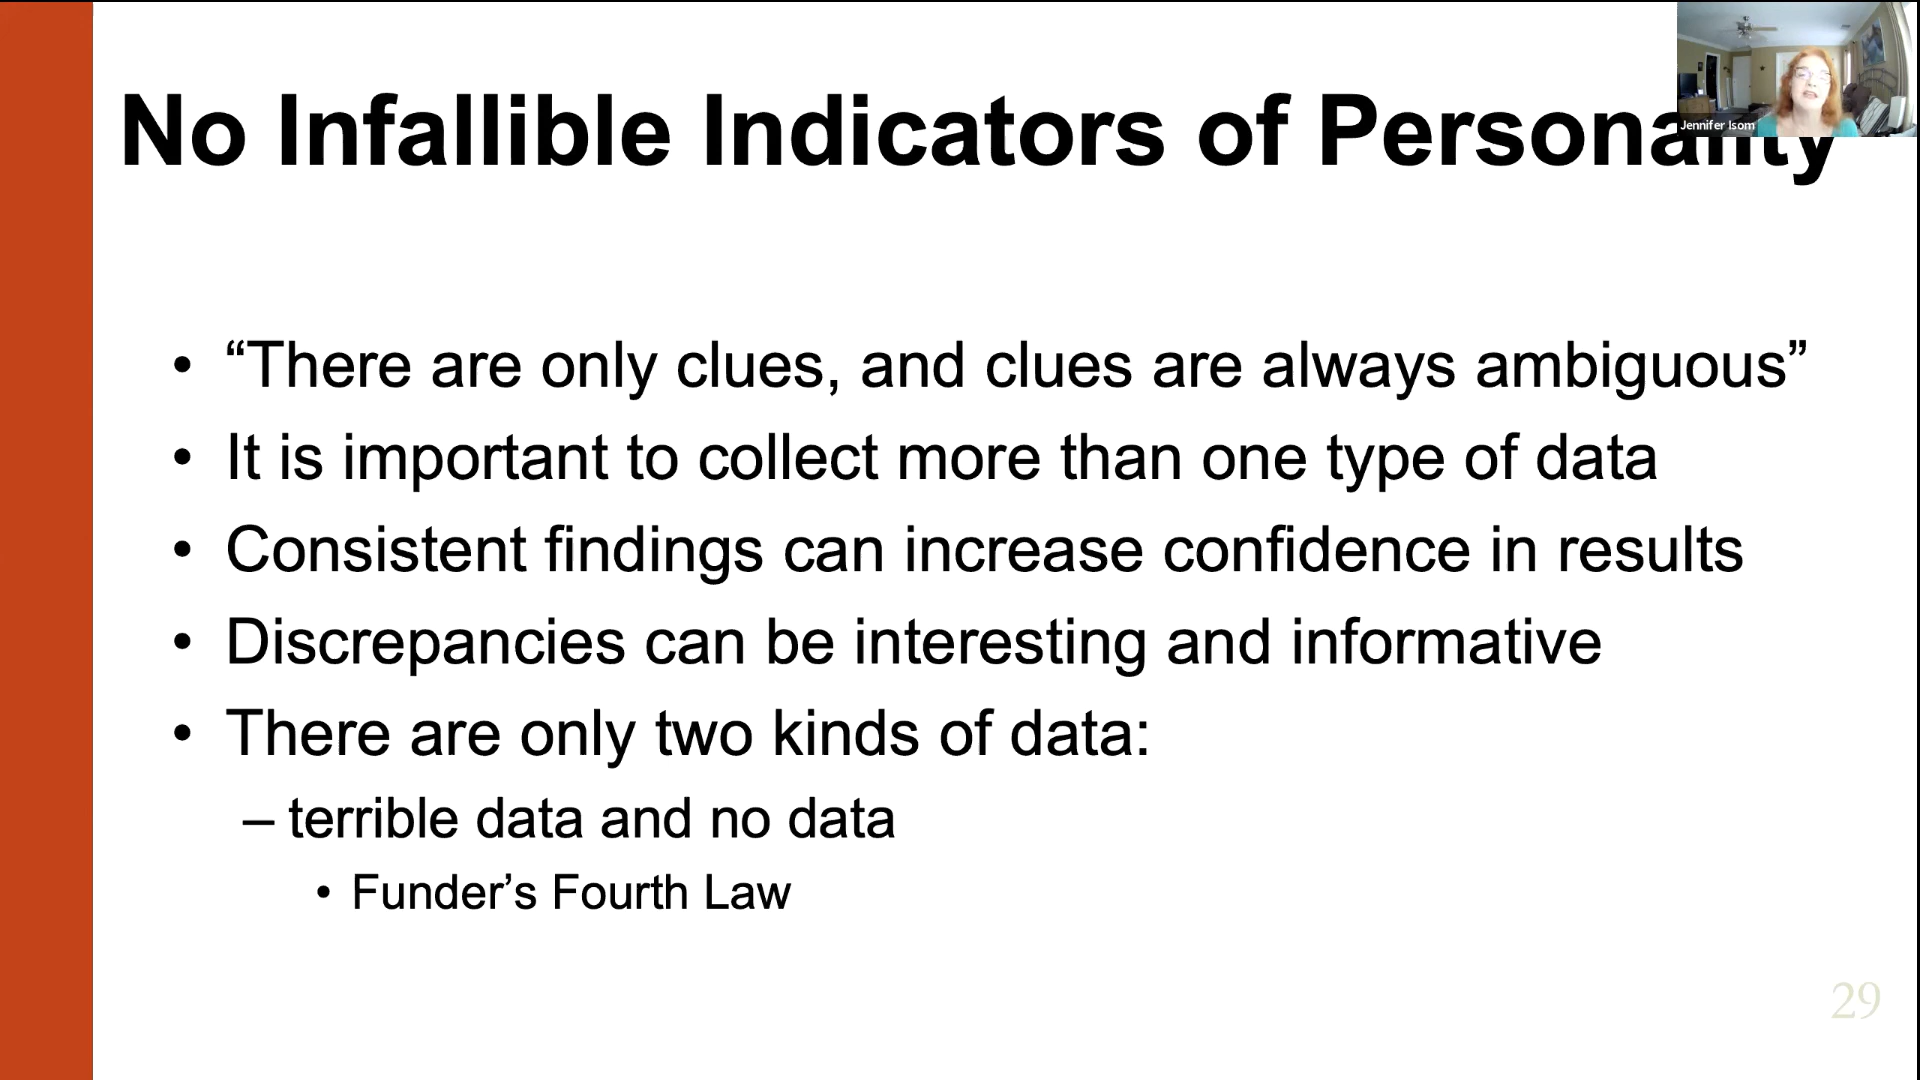 Jennifer Isom
No Infallible Indicators of Personality
• “There are only clues, and clues are always ambiguous”
• It is important to collect more than one type of data
• Consistent findings can increase confidence in results
• Discrepancies can be interesting and informative
• There are only two kinds of data:
– terrible data and no data
• Funder’s Fourth Law
29